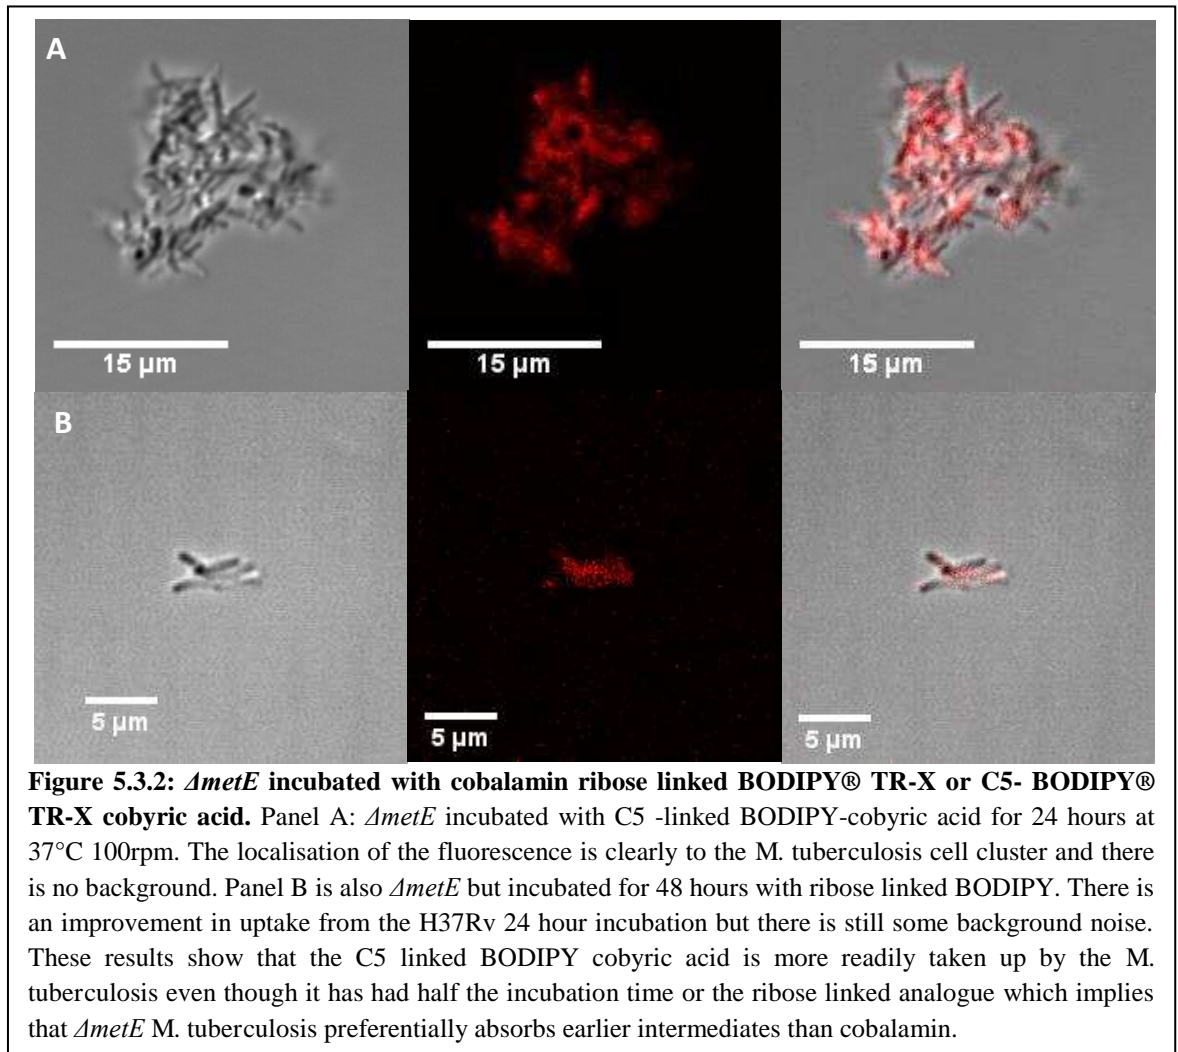 A
15 µm
15 µm
15 µm
B
5 µm
5 µm
5 µm
Figure 5.3.2: ΔmetE incubated with cobalamin ribose linked BODIPY® TR-X or C5- BODIPY®
TR-X cobyric acid. Panel A: ΔmetE incubated with C5 -linked BODIPY-cobyric acid for 24 hours at
37°C 100rpm. The localisation of the fluorescence is clearly to the M. tuberculosis cell cluster and there
is no background. Panel B is also ΔmetE but incubated for 48 hours with ribose linked BODIPY. There is
an improvement in uptake from the H37Rv 24 hour incubation but there is still some background noise.
These results show that the C5 linked BODIPY cobyric acid is more readily taken up by the M.
tuberculosis even though it has had half the incubation time or the ribose linked analogue which implies
that ΔmetE M. tuberculosis preferentially absorbs earlier intermediates than cobalamin.